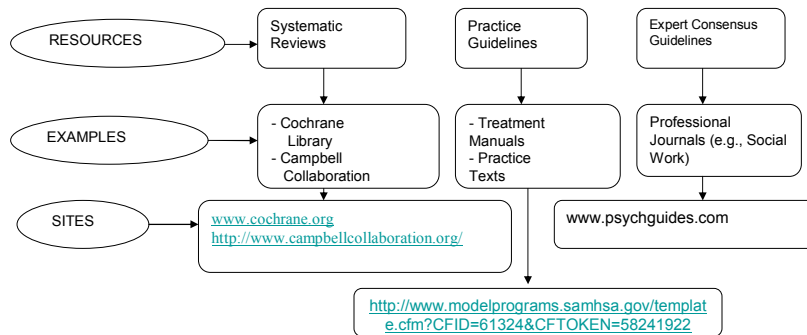 RESOURCES
Systematic
Reviews
Practice
Guidelines
Expert Consensus
Guidelines
EXAMPLES
- Cochrane
Library
- Campbell
Collaboration
- Treatment
Manuals
- Practice
Texts
Professional
Journals (e.g., Social
Work)
SITES
www.cochrane.org
http://www.campbellcollaboration.org/
www.psychguides.com
http://www.modelprograms.samhsa.gov/templat
e.cfm?CFID=61324&CFTOKEN=58241922